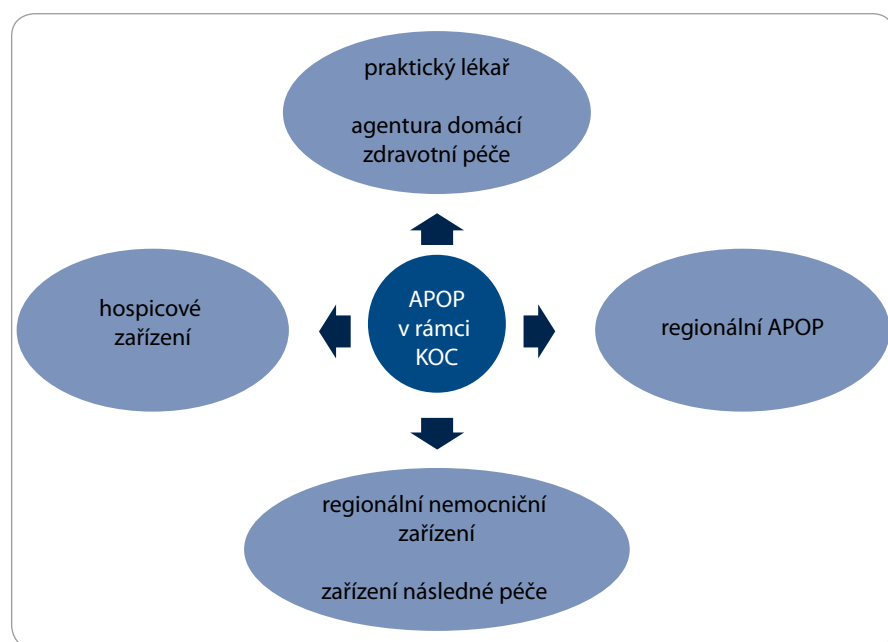 praktický lékař
agentura domácí
zdravotní péče
hospicové
zařízení
APOP
v rámci
KOC
regionální APOP
regionální nemocniční
zařízení
zařízení následné péče